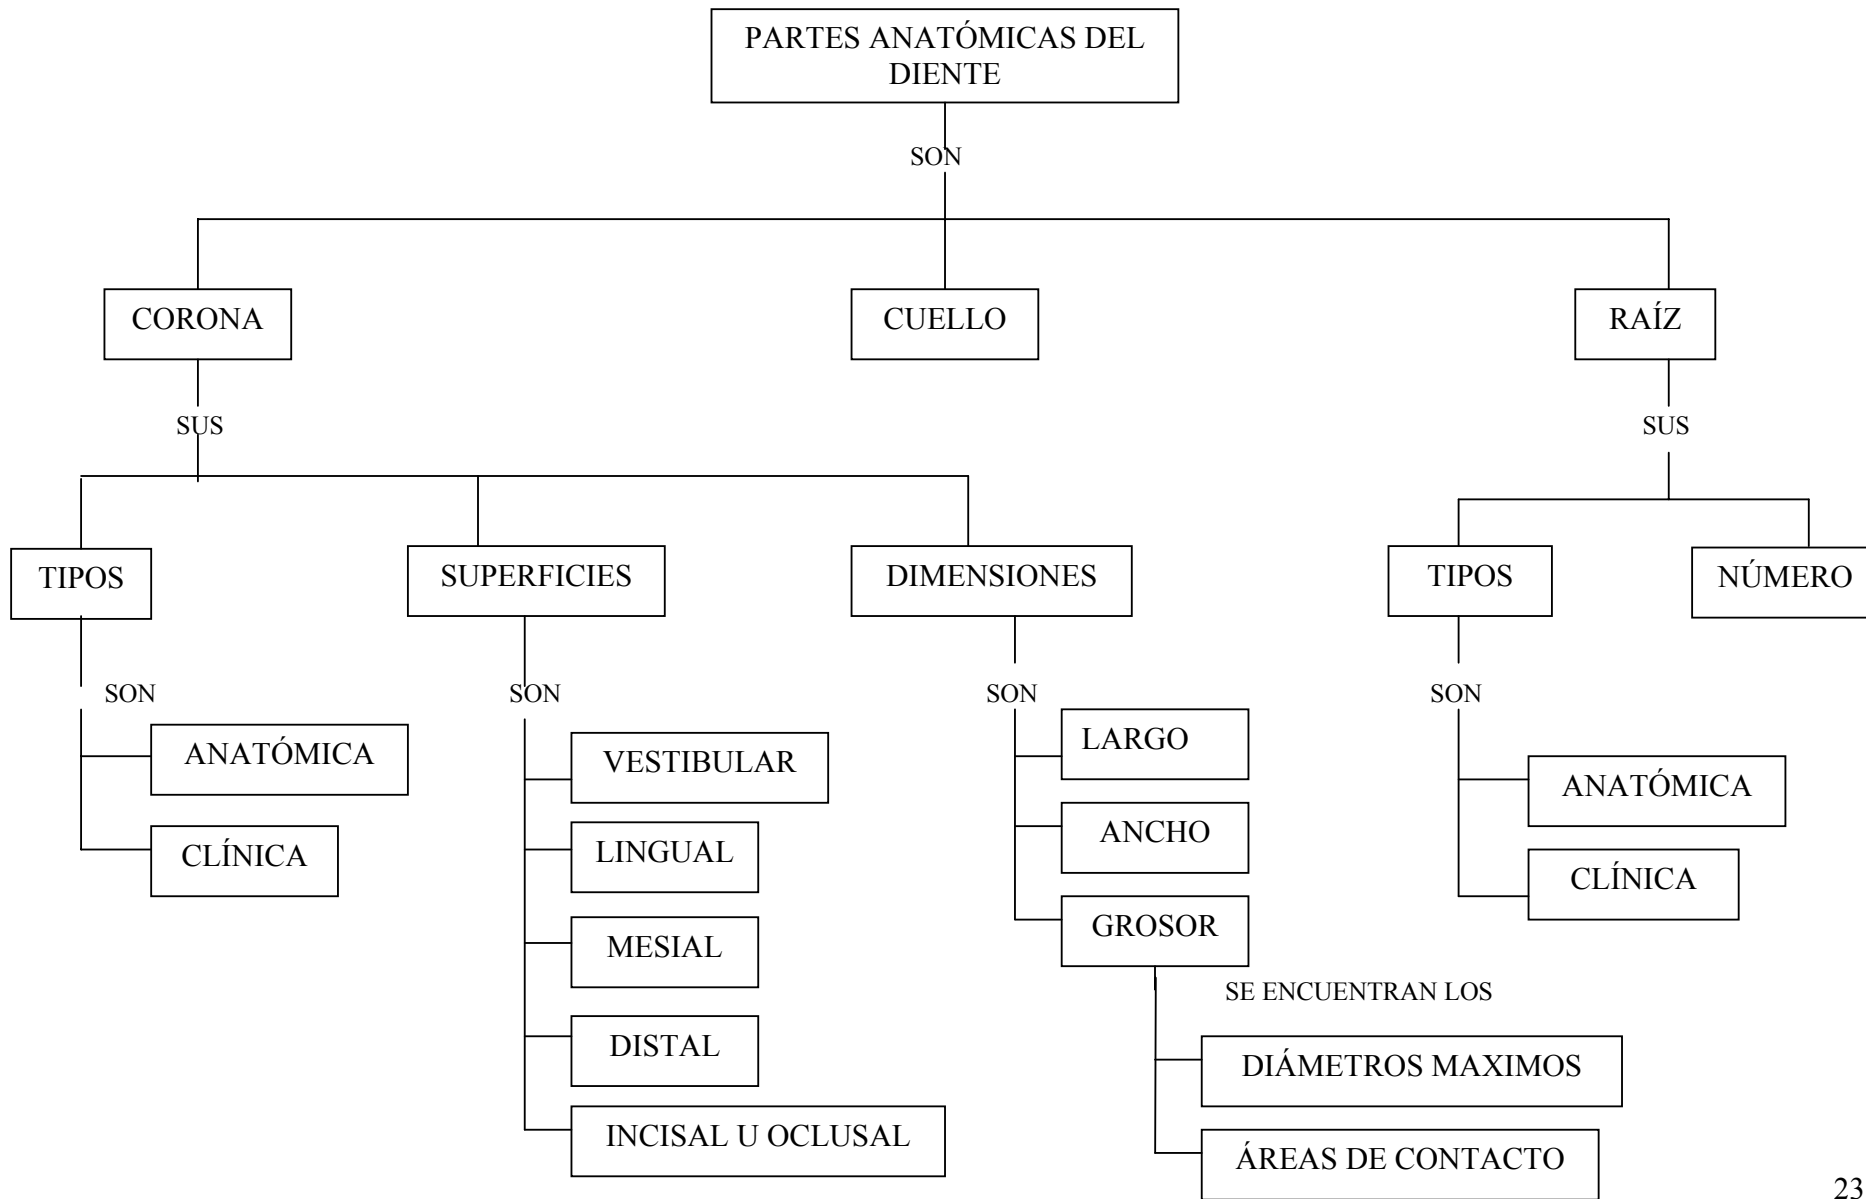 PARTES ANATÓMICAS DEL
DIENTE
SON
CORONA
CUELLO
RAÍZ
SUS
SUS
TIPOS
SUPERFICIES
DIMENSIONES
TIPOS
NÚMERO
SON
SON
SON
SON
ANATÓMICA
CLÍNICA
VESTIBULAR
LINGUAL
MESIAL
DISTAL
INCISAL U OCLUSAL
LARGO
ANCHO
GROSOR
SE ENCUENTRAN LOS
DIÁMETROS MAXIMOS
ÁREAS DE CONTACTO
ANATÓMICA
CLÍNICA
23